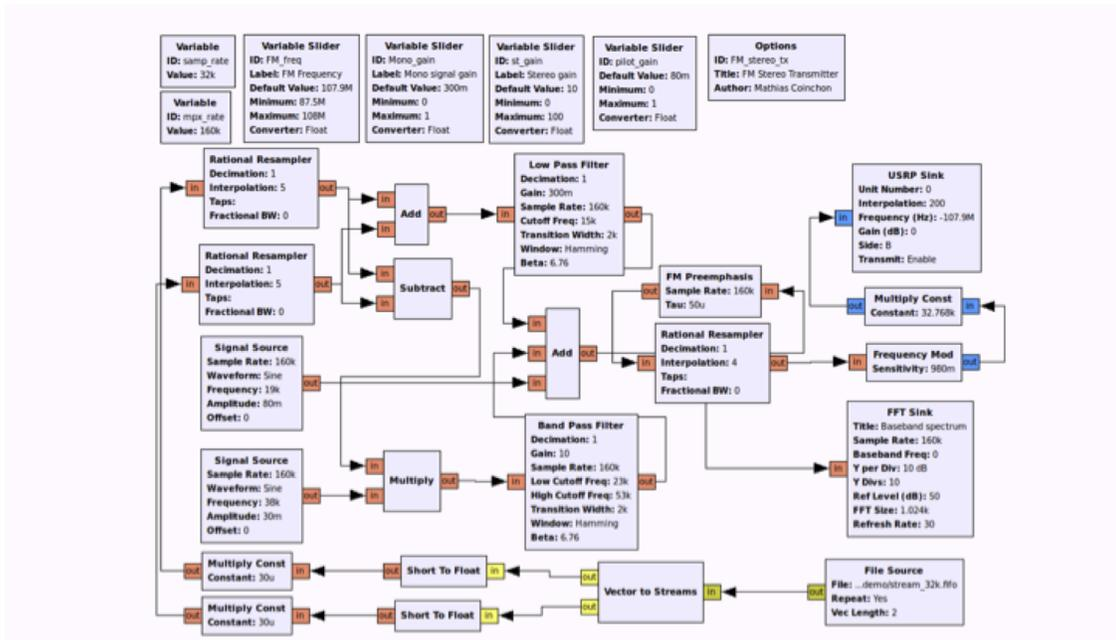 Variable
ID: samp_rate
Value: 32k
Variable
ID: mpx_rate
Value: 160k
Variable Slider
ID: FM_freq
Label: FM Frequency
Default Value: 107.9M
Minimum: 87.5M
Maximum: 108M
Converter: Float
Variable Slider
ID: Mono_gain
Label: Mono signal gain
Default Value: 300m
Minimum: 0
Maximum: 1
Converter: Float
Variable Slider
ID: st_gain
Label: Stereo gain
Default Value: 10
Minimum: 0
Maximum: 100
Converter: Float
Variable Slider
ID: pilot_gain
Default Value: 80m
Minimum: 0
Maximum: 1
Converter: Float
Options
ID: FM_stereo_tx
Title: FM Stereo Transmitter
Author: Mathias Coinchon
Rational Resampler
Decimation: 1
Interpolation: 5
Taps:
Fractional BW: 0
in
out
in
in
Add
out
in
Low Pass Filter
Decimation: 1
Gain: 300m
Sample Rate: 160k
Cutoff Freq: 15k
Transition Width: 2k
Window: Hamming
Beta: 6.76
out
in
USRP Sink
Unit Number: 0
Interpolation: 200
Frequency (Hz): -107.9M
Gain (dB): 0
Side: B
Transmit: Enable
in
Rational Resampler
Decimation: 1
Interpolation: 5
Taps:
Fractional BW: 0
out
in
in
Subtract
out
out
FM Preemphasis
Sample Rate: 160k
Tau: 50u
in
out
Multiply Const
Constant: 32.768k
in
Signal Source
Sample Rate: 160k
Waveform: Sine
Frequency: 19k
Amplitude: 80m
Offset: 0
out
in
in
in
Add
out
in
Rational Resampler
Decimation: 1
Interpolation: 4
Taps:
Fractional BW: 0
out
in
Frequency Mod
Sensitivity: 980m
out
Signal Source
Sample Rate: 160k
Waveform: Sine
Frequency: 38k
Amplitude: 30m
Offset: 0
out
in
in
Multiply
out
in
Band Pass Filter
Decimation: 1
Gain: 10
Sample Rate: 160k
Low Cutoff Freq: 23k
High Cutoff Freq: 53k
Transition Width: 2k
Window: Hamming
Beta: 6.76
out
in
FFT Sink
Title: Baseband spectrum
Sample Rate: 160k
Baseband Freq: 0
Y per Div: 10 dB
Y Divs: 10
Ref Level (dB): 50
FFT Size: 1.024k
Refresh Rate: 30
out
Multiply Const
Constant: 30u
in
out
Short To Float
in
out
out
Vector to Streams
in
out
File Source
File: ...demo/stream_32k.fifo
Repeat: Yes
Vec Length: 2
out
Multiply Const
Constant: 30u
in
out
Short To Float
in